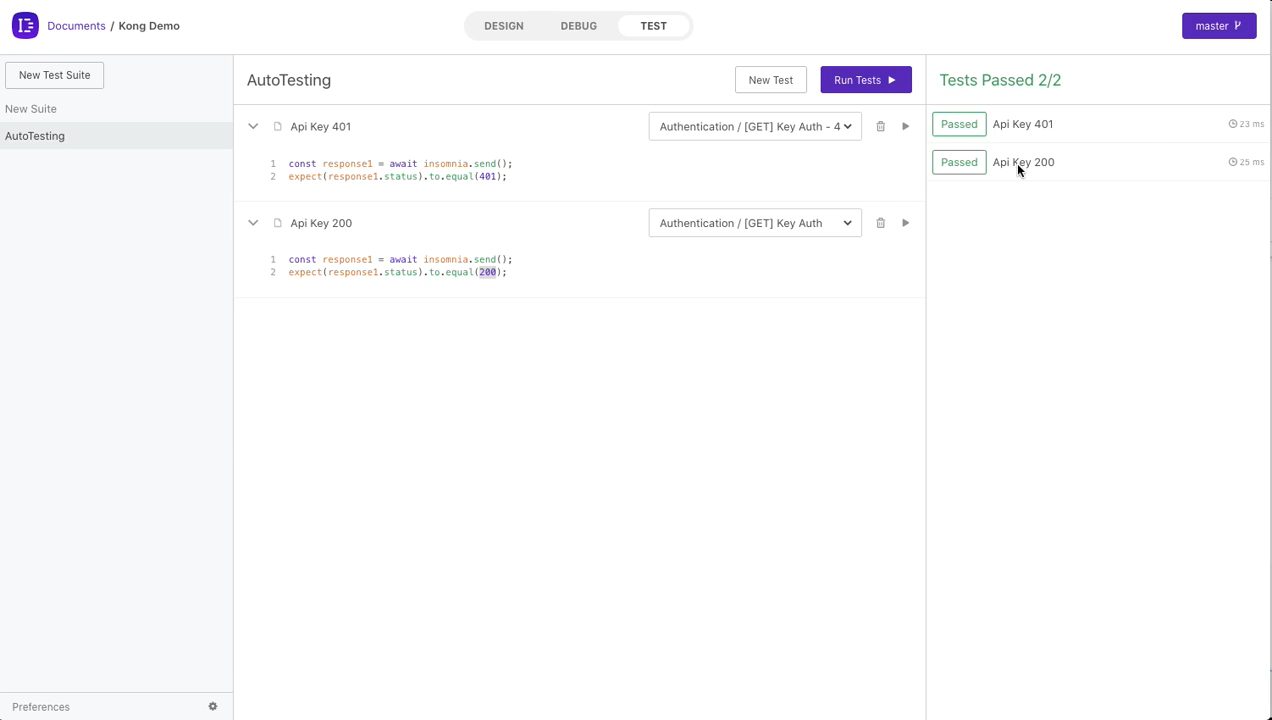 Documents / Kong Demo
DESIGN
DEBUG
TEST
master
New Test Suite
New Suite
AutoTesting
Preferences
AutoTesting
New Test
Run Tests
Api Key 401
Authentication / [GET] Key Auth - 4
1 const response1 = await insomnia.send();
2 expect(response1.status).to.equal(401);
Api Key 200
Authentication / [GET] Key Auth
1 const response1 = await insomnia.send();
2 expect(response1.status).to.equal(200);
Tests Passed 2/2
Passed Api Key 401 23 ms
Passed Api Key 200 25 ms